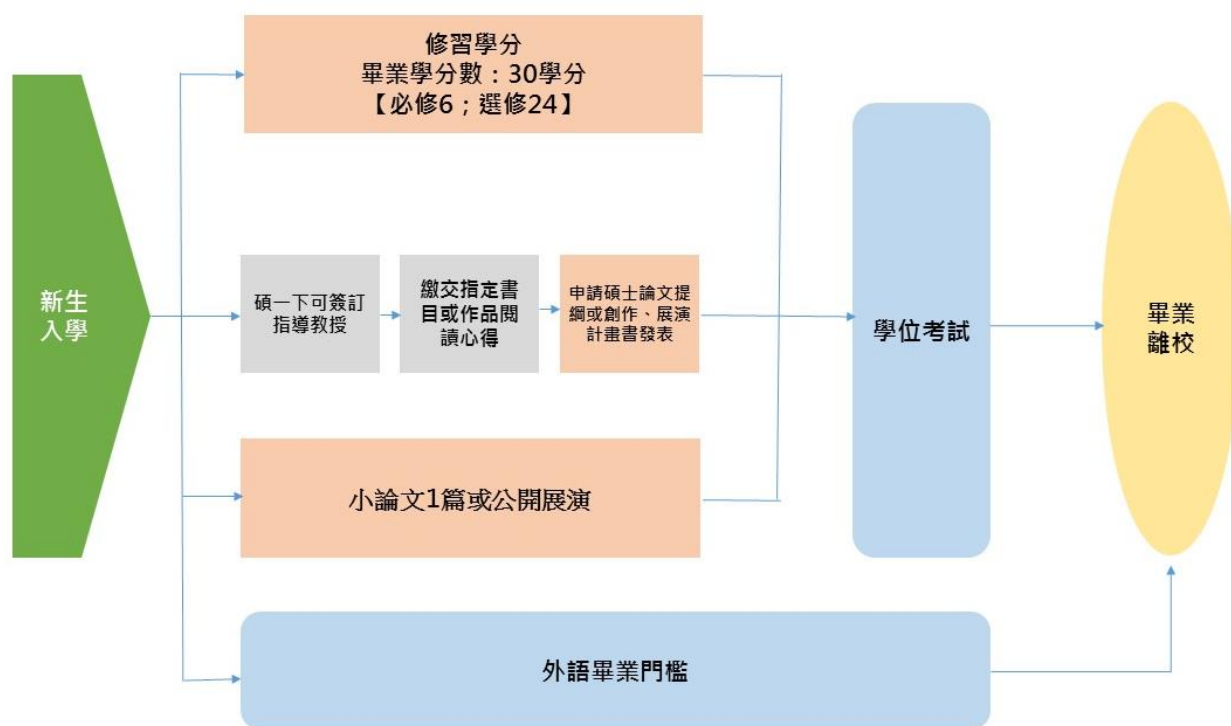 修習學分
畢業學分數：30學分
【必修6；選修24】
新生
入學
碩一下可簽訂
指導教授
繳交指定書
目或作品閱
讀心得
申請碩士論文提
綱或創作、展演
計畫書發表
學位考試
畢業
離校
小論文1篇或公開展演
外語畢業門檻